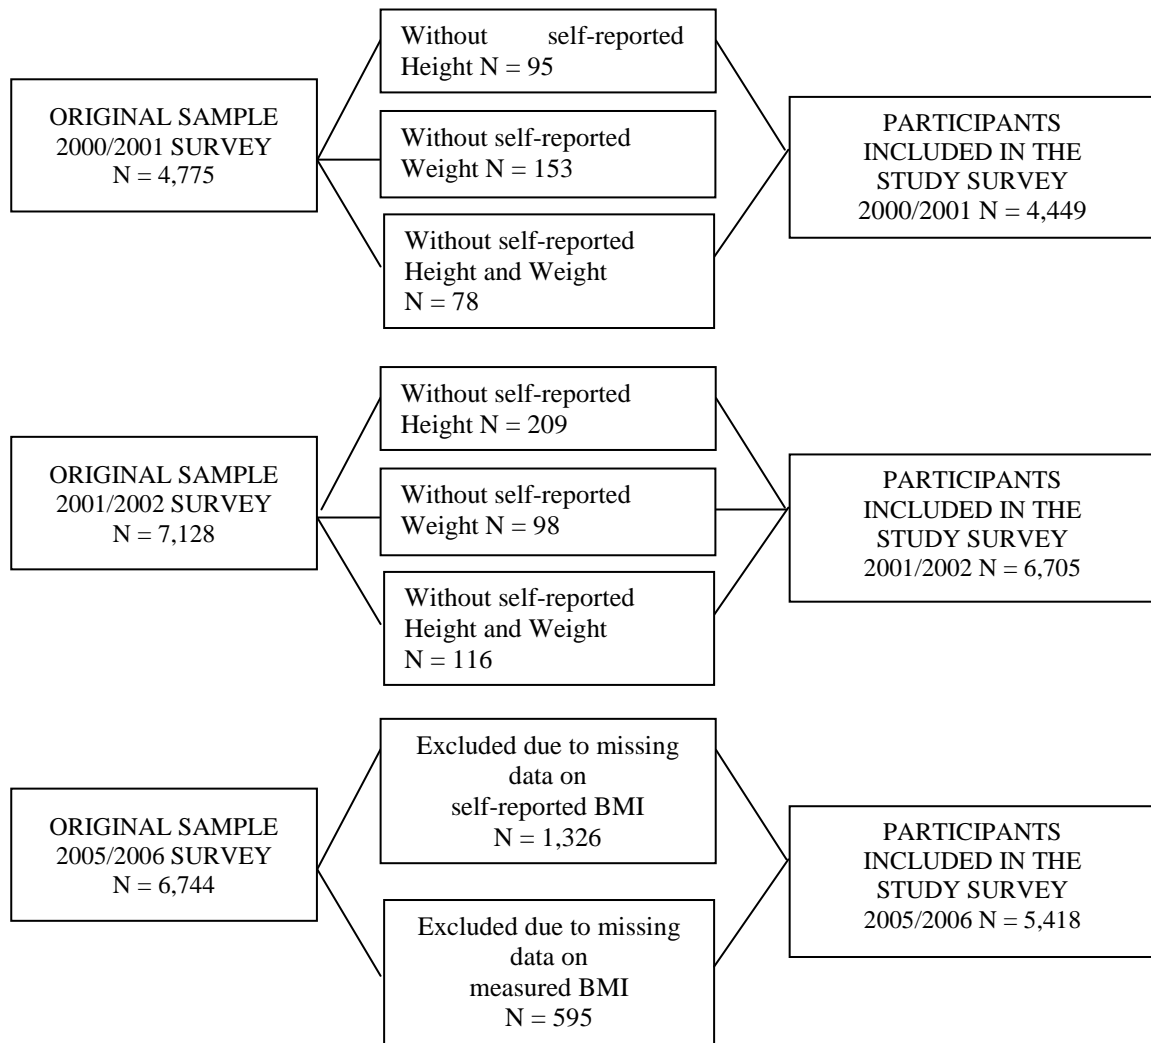 ORIGINAL SAMPLE
2000/2001 SURVEY
N = 4,775
Without self-reported
Height N = 95
Without self-reported
Weight N = 153
Without self-reported
Height and Weight
N = 78
PARTICIPANTS
INCLUDED IN THE
STUDY SURVEY
2000/2001 N = 4,449
ORIGINAL SAMPLE
2001/2002 SURVEY
N = 7,128
Without self-reported
Height N = 209
Without self-reported
Weight N = 98
Without self-reported
Height and Weight
N = 116
PARTICIPANTS
INCLUDED IN THE
STUDY SURVEY
2001/2002 N = 6,705
ORIGINAL SAMPLE
2005/2006 SURVEY
N = 6,744
Excluded due to missing
data on
self-reported BMI
N = 1,326
Excluded due to missing
data on
measured BMI
N = 595
PARTICIPANTS
INCLUDED IN THE
STUDY SURVEY
2005/2006 N = 5,418